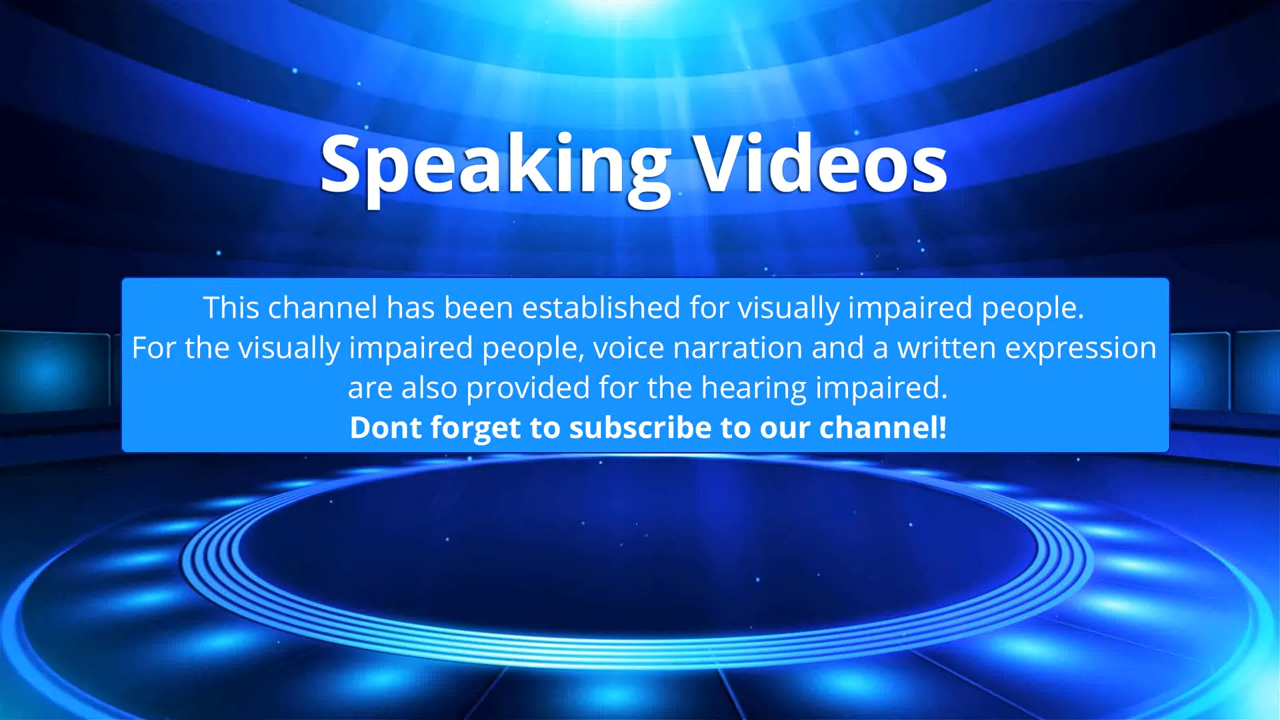 Speaking Videos
This channel has been established for visually impaired people.
For the visually impaired people, voice narration and a written expression
are also provided for the hearing impaired.
Dont forget to subscribe to our channel!